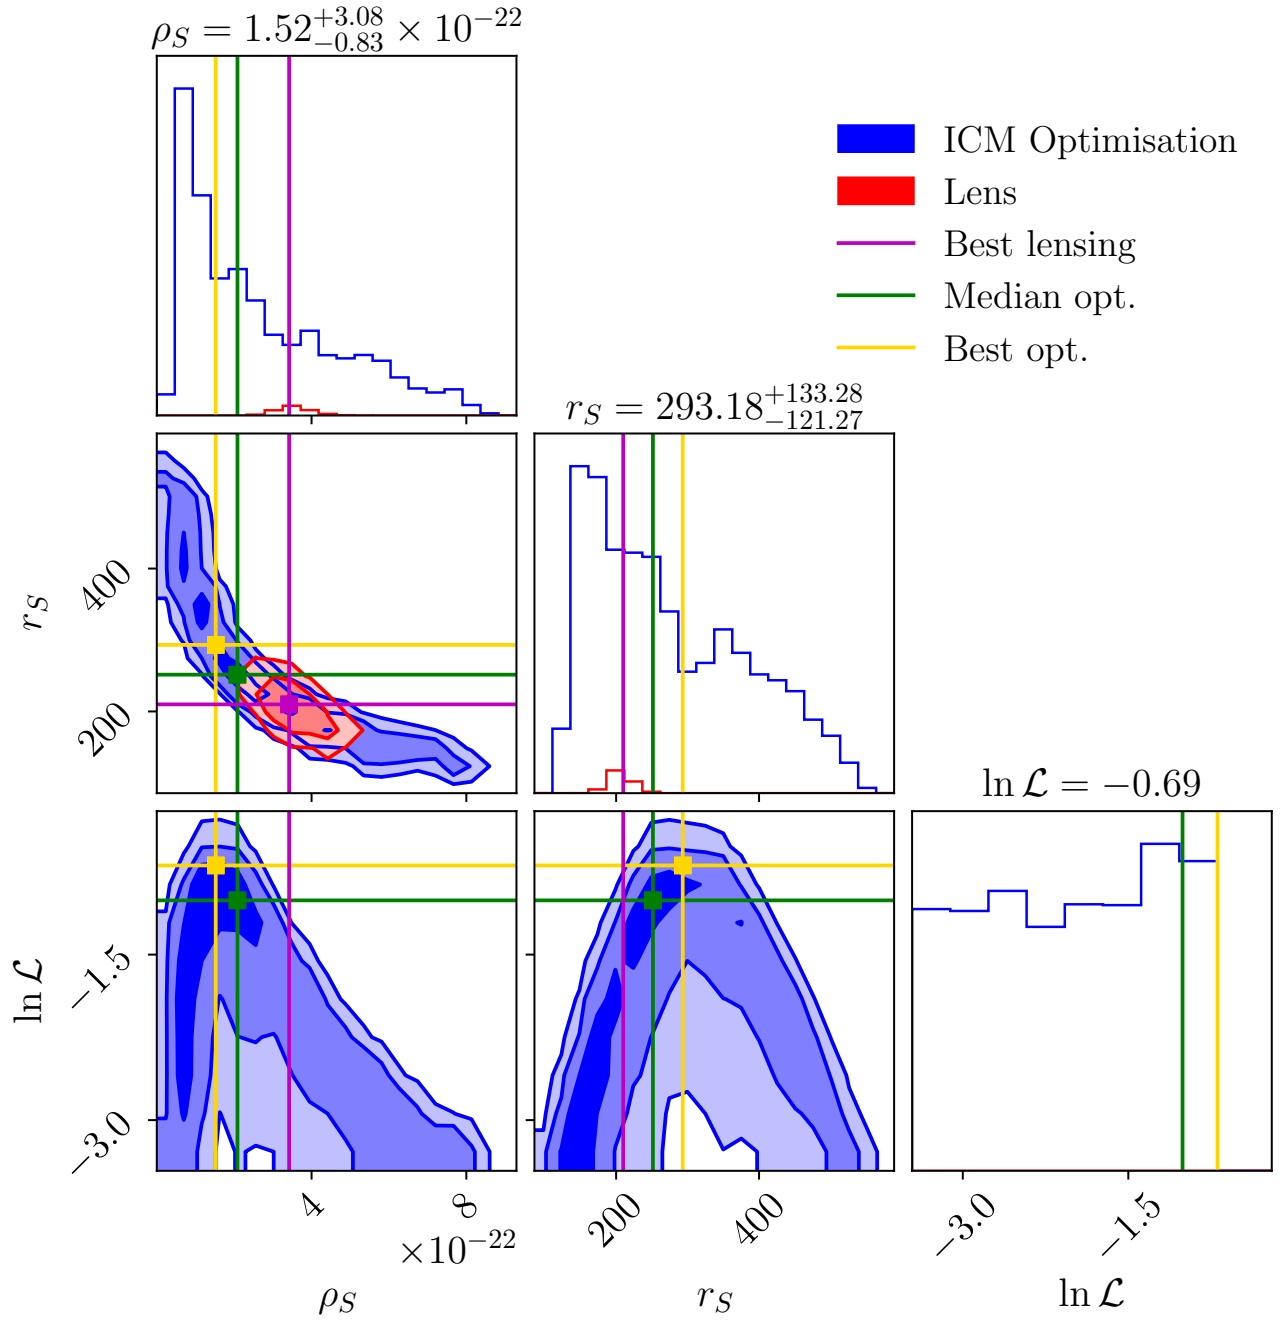 ρ_S = 1.52^{+3.08}_{−0.83} × 10^{−22}
ICM Optimisation
Lens
Best lensing
Median opt.
Best opt.
r_S = 293.18^{+133.28}_{−121.27}
r_S
400
200
ln ℒ = −0.69
ln ℒ
−1.5
−3.0
4
8
×10^{−22}
ρ_S
200
400
r_S
−3.0
−1.5
ln ℒ